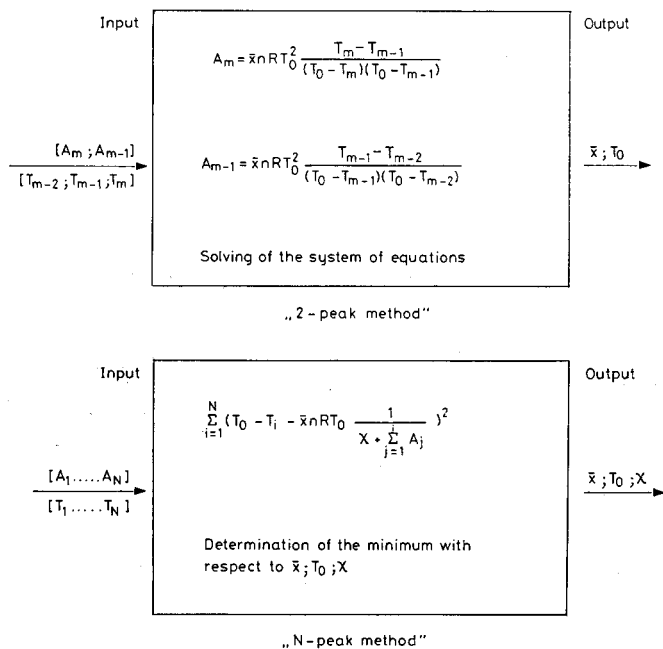 Input
Output
A_m = x̄nRT_0^2 (T_m − T_{m−1}) / ((T_0 − T_m)(T_0 − T_{m−1}))
[A_m ; A_{m−1}]
[T_{m−2} ; T_{m−1} ; T_m]
A_{m−1} = x̄nRT_0^2 (T_{m−1} − T_{m−2}) / ((T_0 − T_{m−1})(T_0 − T_{m−2}))
x̄ ; T_0
Solving of the system of equations
„2-peak method"
Input
Output
∑_{i=1}^{N} (T_0 − T_i − x̄nRT_0 1 / (χ + ∑_{j=1}^{i} A_j))^2
[A_1.....A_N]
[T_1.....T_N]
x̄ ; T_0 ; χ
Determination of the minimum with
respect to x̄ ; T_0 ; χ
„N-peak method"